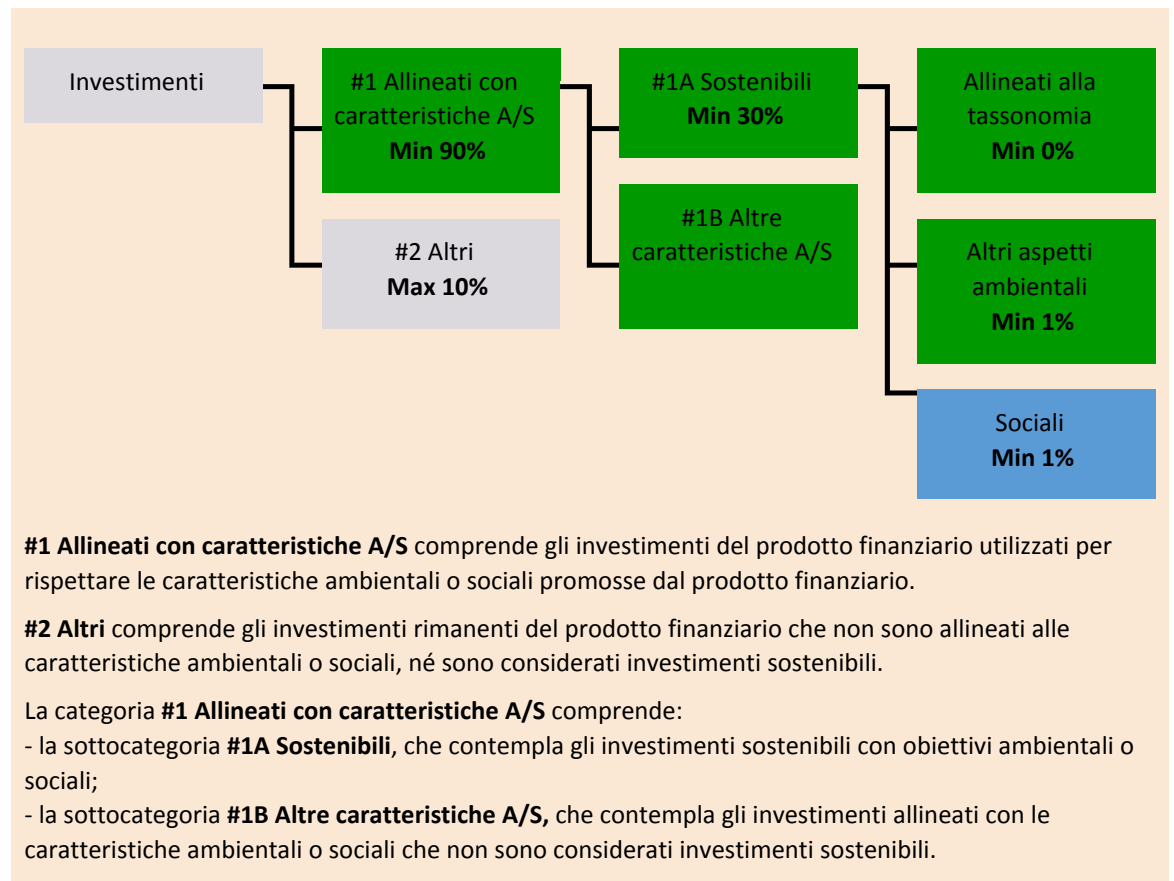 Investimenti
#1 Allineati con
caratteristiche A/S
Min 90%
#2 Altri
Max 10%
#1A Sostenibili
Min 30%
#1B Altre
caratteristiche A/S
Allineati alla
tassonomia
Min 0%
Altri aspetti
ambientali
Min 1%
Sociali
Min 1%
#1 Allineati con caratteristiche A/S comprende gli investimenti del prodotto finanziario utilizzati per
rispettare le caratteristiche ambientali o sociali promosse dal prodotto finanziario.
#2 Altri comprende gli investimenti rimanenti del prodotto finanziario che non sono allineati alle
caratteristiche ambientali o sociali, né sono considerati investimenti sostenibili.
La categoria #1 Allineati con caratteristiche A/S comprende:
- la sottocategoria #1A Sostenibili, che contempla gli investimenti sostenibili con obiettivi ambientali o
sociali;
- la sottocategoria #1B Altre caratteristiche A/S, che contempla gli investimenti allineati con le
caratteristiche ambientali o sociali che non sono considerati investimenti sostenibili.